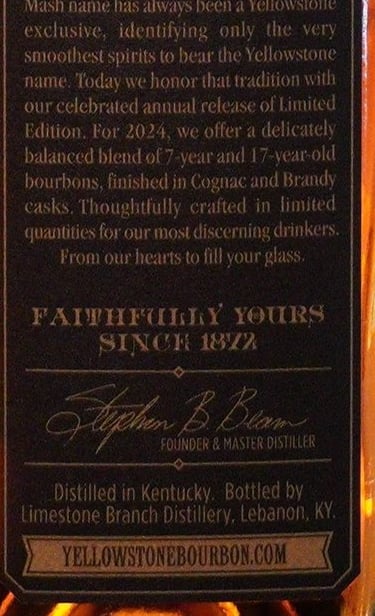 Mash name has always been a Yellowstone
exclusive, identifying only the very
smoothest spirits to bear the Yellowstone
name. Today we honor that tradition with
our celebrated annual release of Limited
Edition. For 2024, we offer a delicately
balanced blend of 7-year and 17-year-old
bourbons, finished in Cognac and Brandy
casks. Thoughtfully crafted in limited
quantities for our most discerning drinkers.
From our hearts to fill your glass.
FAITHFULLY YOURS
SINCE 1872
Stephen B. Beam
FOUNDER & MASTER DISTILLER
Distilled in Kentucky. Bottled by
Limestone Branch Distillery, Lebanon, KY.
YELLOWSTONEBOURBON.COM